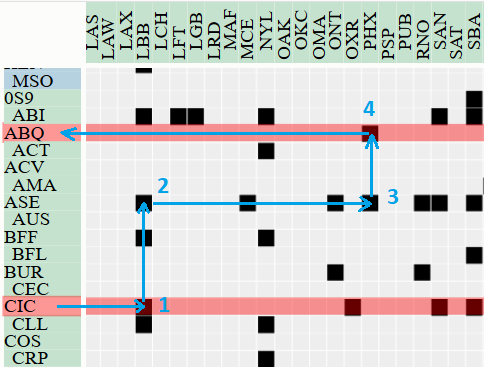 LAS
LAW
LAX
LBB
LCH
LFT
LGB
LRD
MAF
MCE
NYL
OAK
OKC
OMA
ONT
OXR
PHX
PSP
PUB
RNO
SAN
SAT
SBA
MSO
0S9
ABI
4
ABQ
ACT
ACV
AMA
2
ASE
3
AUS
BFF
BFL
BUR
CEC
CIC
1
CLL
COS
CRP